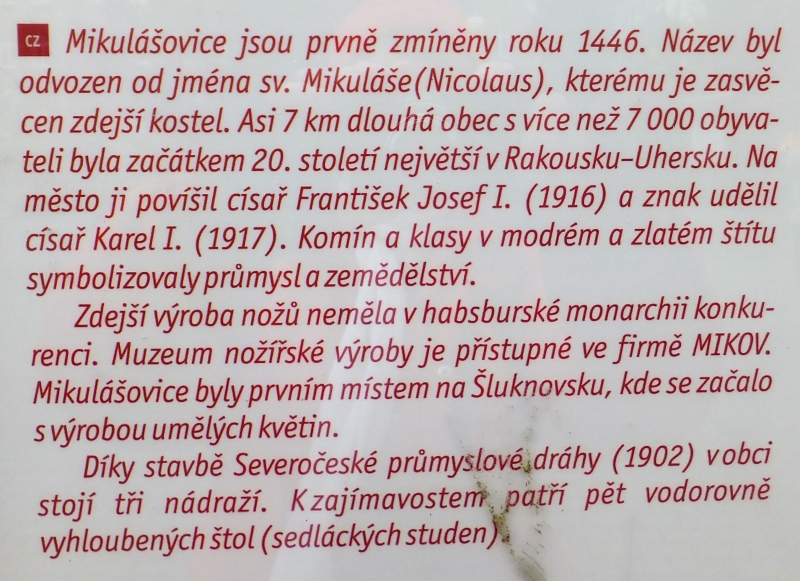 CZ Mikulášovice jsou prvně zmíněny roku 1446. Název byl
odvozen od jména sv. Mikuláše(Nicolaus), kterému je zasvě-
cen zdejší kostel. Asi 7 km dlouhá obec s více než 7 000 obyva-
teli byla začátkem 20. století největší v Rakousku–Uhersku. Na
město ji povíšil císař František Josef I. (1916) a znak udělil
císař Karel I. (1917). Komín a klasy v modrém a zlatém štítu
symbolizovaly průmysl a zemědělství.
Zdejší výroba nožů neměla v habsburské monarchii konku-
renci. Muzeum nožířské výroby je přístupné ve firmě MIKOV.
Mikulášovice byly prvním místem na Šluknovsku, kde se začalo
s výrobou umělých květin.
Díky stavbě Severočeské průmyslové dráhy (1902) v obci
stojí tři nádraží. K zajímavostem patří pět vodorovně
vyhloubených štol (sedláckých studen).